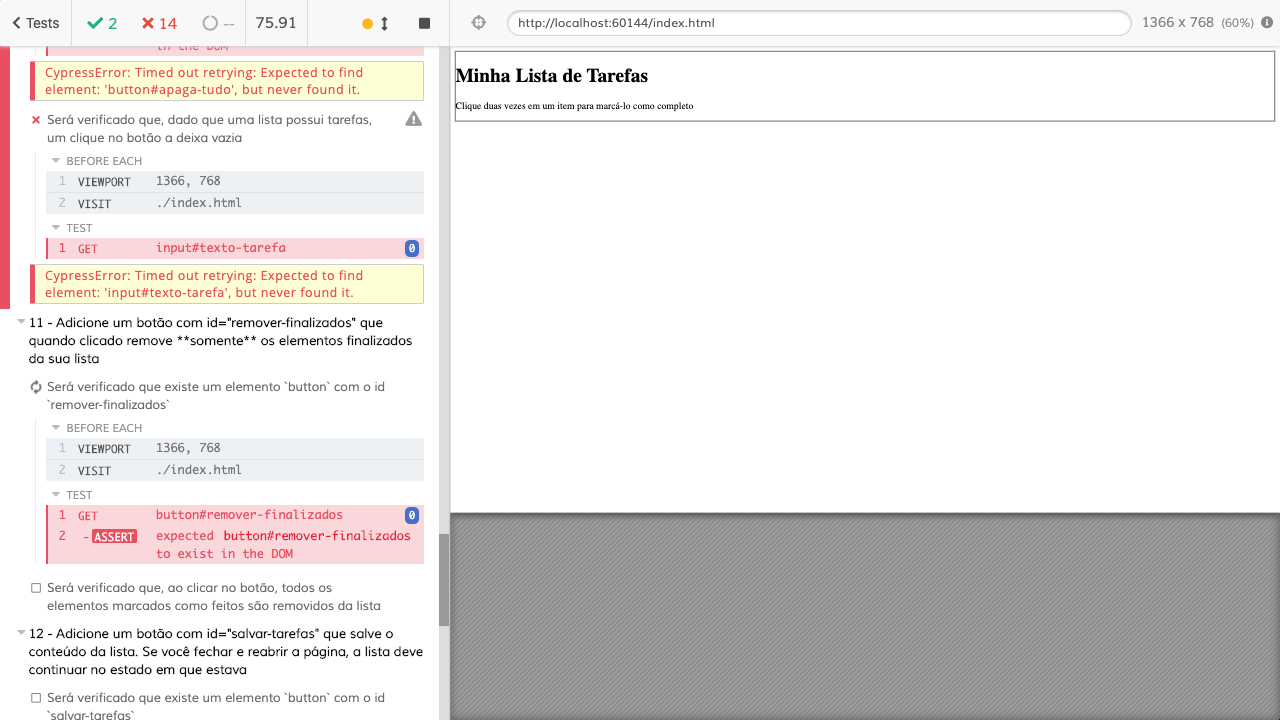 Tests
2
14
--
75.91
http://localhost:60144/index.html
1366 x 768 (60%)
in the DOM
CypressError: Timed out retrying: Expected to find
element: 'button#apaga-tudo', but never found it.
Será verificado que, dado que uma lista possui tarefas,
um clique no botão a deixa vazia
BEFORE EACH
1 VIEWPORT 1366, 768
2 VISIT ./index.html
TEST
1 GET input#texto-tarefa 0
CypressError: Timed out retrying: Expected to find
element: 'input#texto-tarefa', but never found it.
11 - Adicione um botão com id="remover-finalizados" que
quando clicado remove **somente** os elementos finalizados
da sua lista
Será verificado que existe um elemento `button` com o id
`remover-finalizados`
BEFORE EACH
1 VIEWPORT 1366, 768
2 VISIT ./index.html
TEST
1 GET button#remover-finalizados 0
2 -ASSERT expected button#remover-finalizados
to exist in the DOM
Será verificado que, ao clicar no botão, todos os
elementos marcados como feitos são removidos da lista
12 - Adicione um botão com id="salvar-tarefas" que salve o
conteúdo da lista. Se você fechar e reabrir a página, a lista deve
continuar no estado em que estava
Será verificado que existe um elemento `button` com o id
`salvar-tarefas`
Minha Lista de Tarefas
Clique duas vezes em um item para marcá-lo como completo